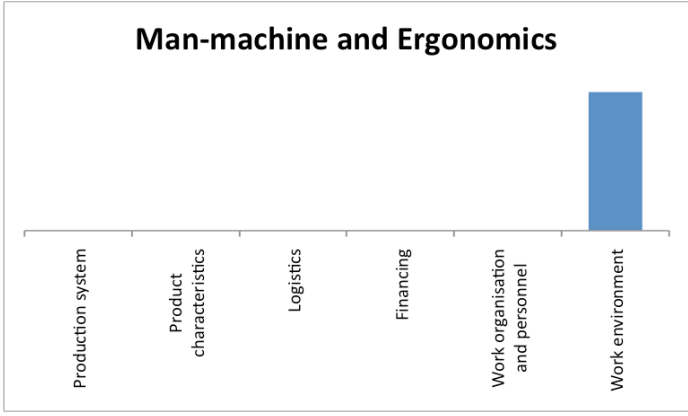 Man-machine and Ergonomics
Production system
Product
characteristics
Logistics
Financing
Work organisation
and personnel
Work environment